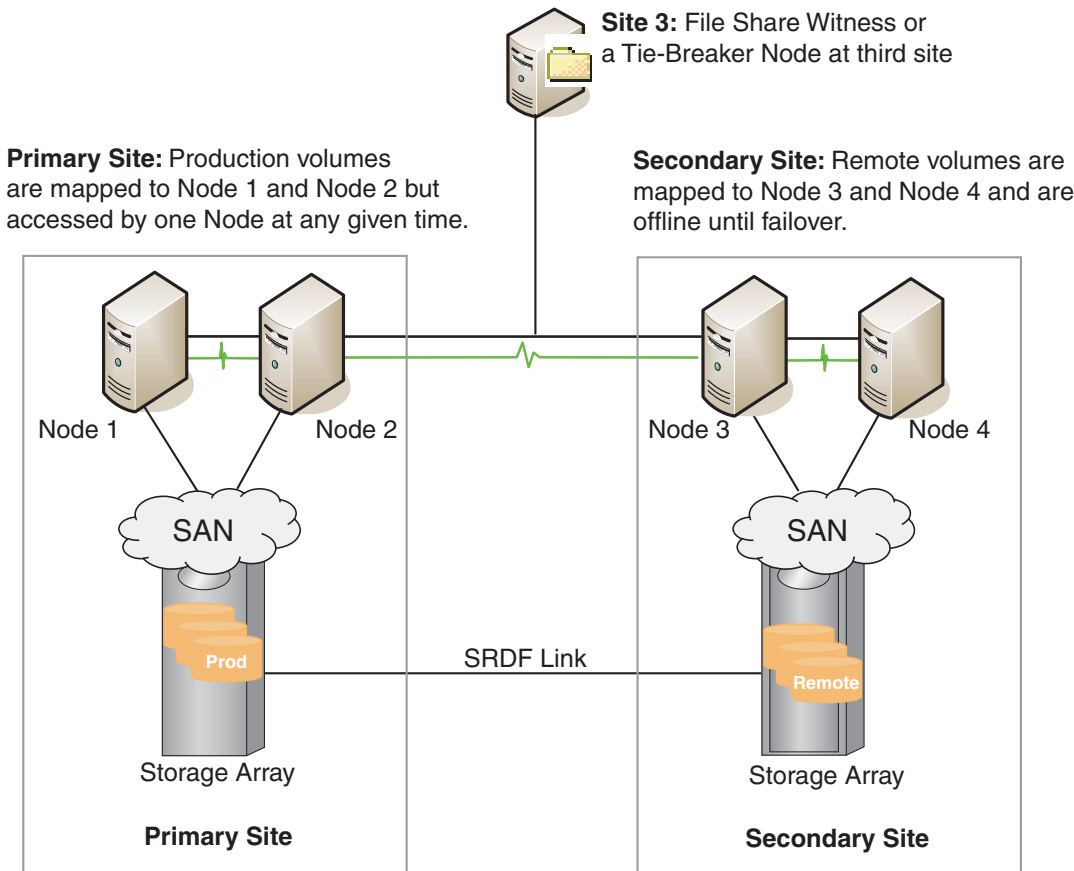 Site 3: File Share Witness or
a Tie-Breaker Node at third site
Primary Site: Production volumes
are mapped to Node 1 and Node 2 but
accessed by one Node at any given time.
Secondary Site: Remote volumes are
mapped to Node 3 and Node 4 and are
offline until failover.
Node 1
Node 2
Node 3
Node 4
SAN
SAN
Prod
SRDF Link
Remote
Storage Array
Storage Array
Primary Site
Secondary Site